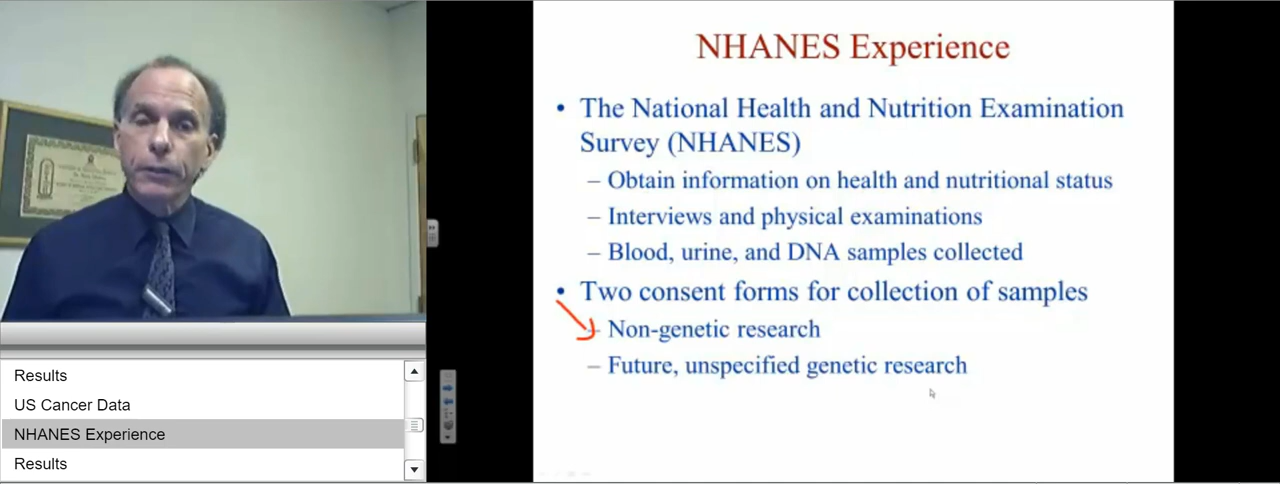 NHANES Experience
• The National Health and Nutrition Examination
Survey (NHANES)
– Obtain information on health and nutritional status
– Interviews and physical examinations
– Blood, urine, and DNA samples collected
• Two consent forms for collection of samples
– Non-genetic research
– Future, unspecified genetic research
Results
US Cancer Data
NHANES Experience
Results